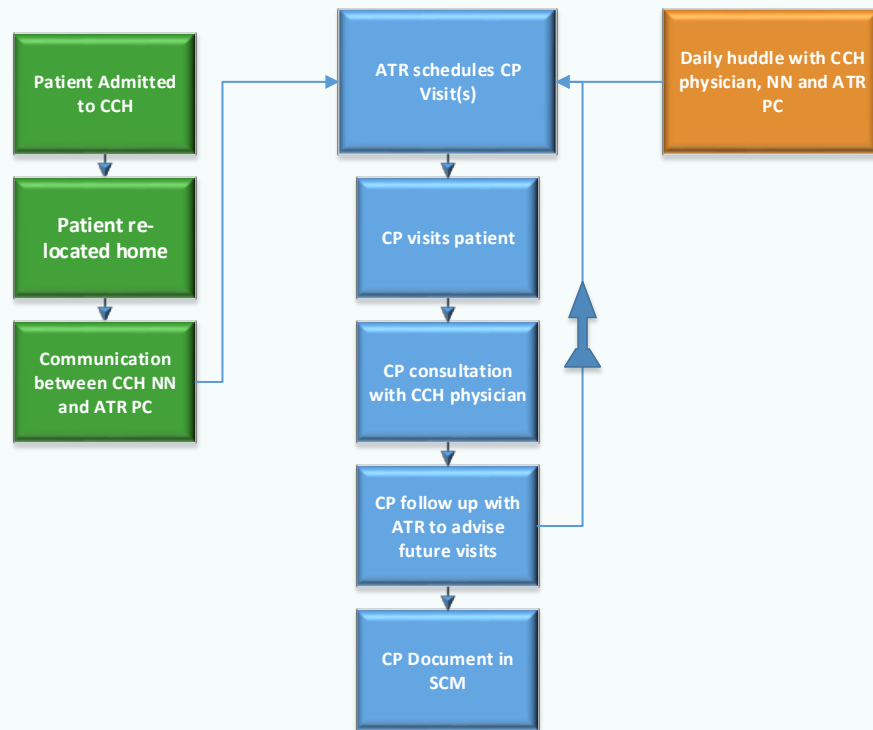 Patient Admitted
to CCH
Patient re-
located home
Communication
between CCH NN
and ATR PC
ATR schedules CP
Visit(s)
CP visits patient
CP consultation
with CCH physician
CP follow up with
ATR to advise
future visits
CP Document in
SCM
Daily huddle with CCH
physician, NN and ATR
PC